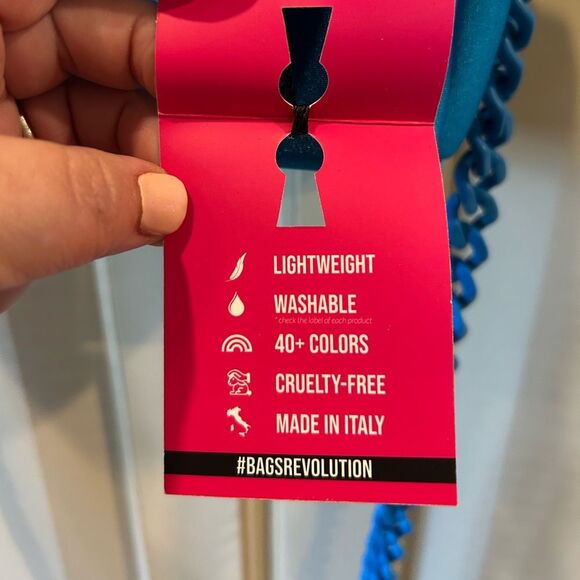 LIGHTWEIGHT
WASHABLE
* check the label of each product
40+ COLORS
CRUELTY-FREE
MADE IN ITALY
#BAGSREVOLUTION